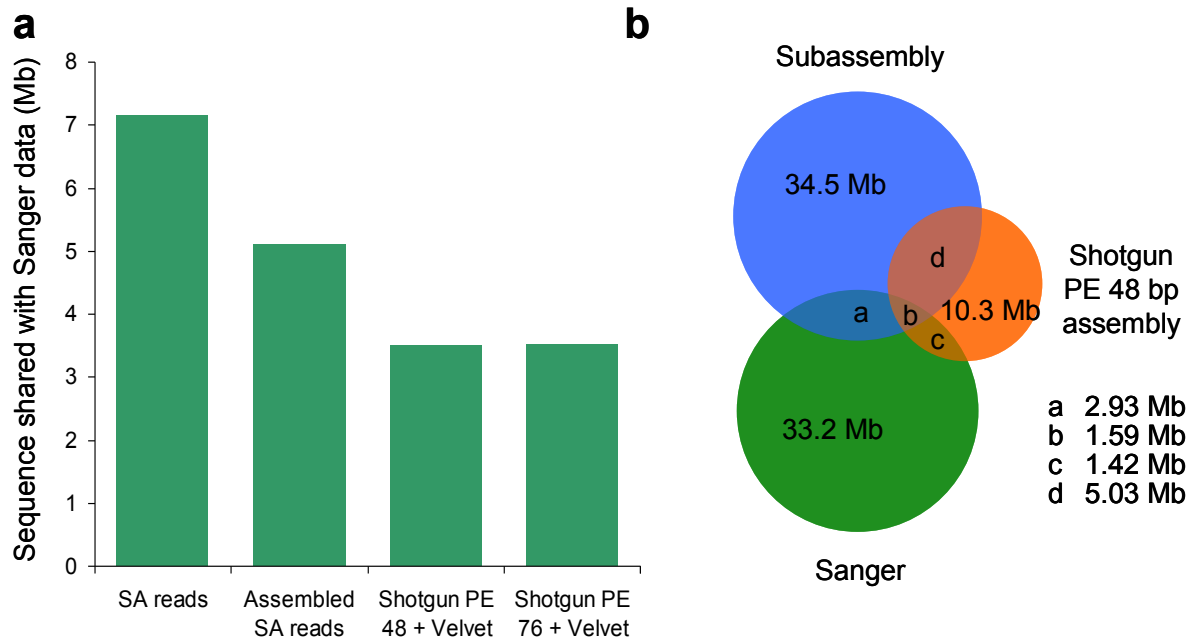 a
Sequence shared with Sanger data (Mb)
8
7
6
5
4
3
2
1
0
SA reads
Assembled
SA reads
Shotgun PE
48 + Velvet
Shotgun PE
76 + Velvet
b
Subassembly
34.5 Mb
d
Shotgun
PE 48 bp
assembly
10.3 Mb
a
b
c
33.2 Mb
Sanger
a 2.93 Mb
b 1.59 Mb
c 1.42 Mb
d 5.03 Mb